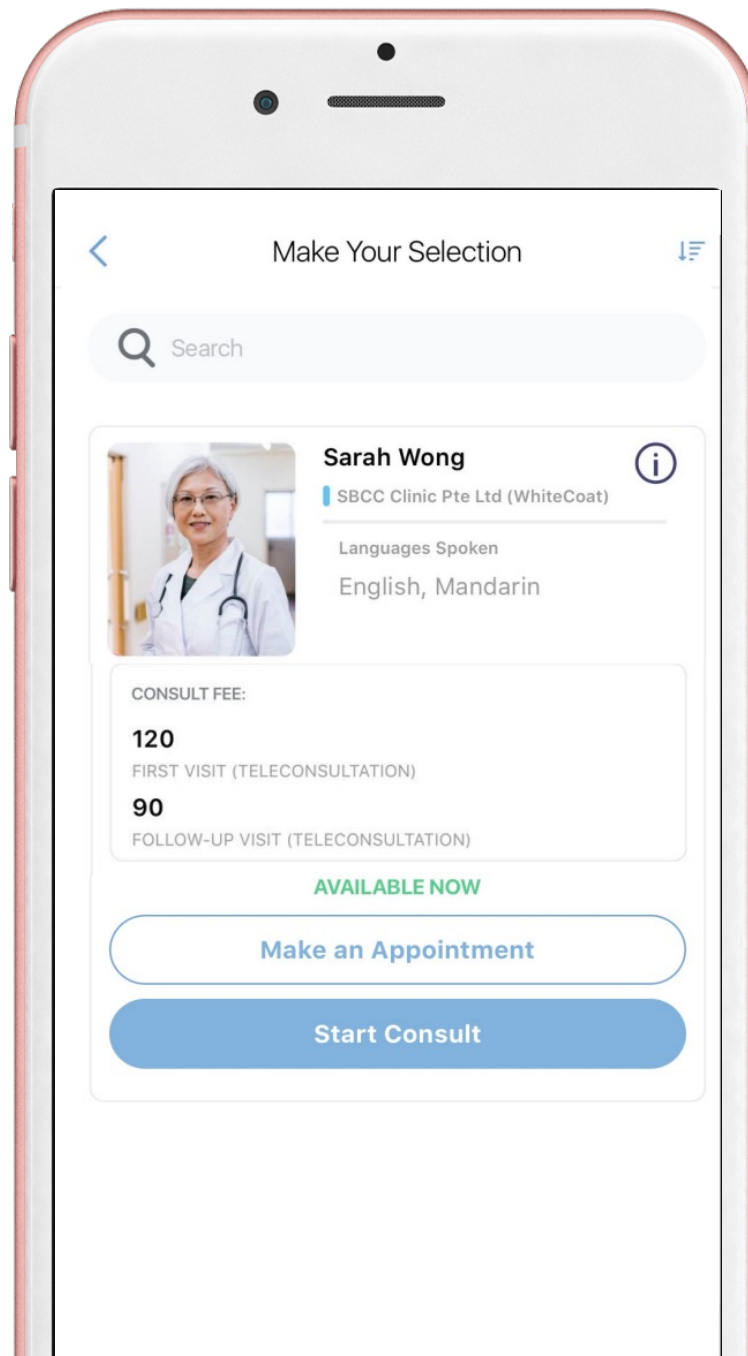 Make Your Selection
Search
Sarah Wong
SBCC Clinic Pte Ltd (WhiteCoat)
Languages Spoken
English, Mandarin
CONSULT FEE:
120
FIRST VISIT (TELECONSULTATION)
90
FOLLOW-UP VISIT (TELECONSULTATION)
AVAILABLE NOW
Make an Appointment
Start Consult